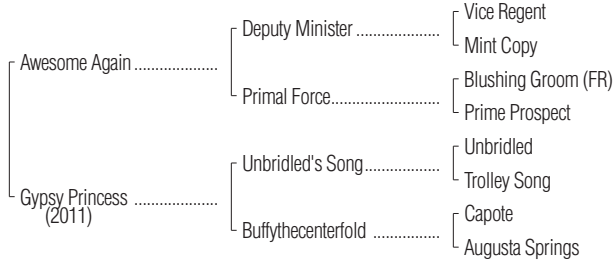 Vice Regent
Deputy Minister ...................
Mint Copy
Awesome Again ...................
Blushing Groom (FR)
Primal Force.........................
Prime Prospect
Unbridled
Unbridled's Song.................
Trolley Song
Gypsy Princess ...................
(2011)
Capote
Buffythecenterfold ...............
Augusta Springs